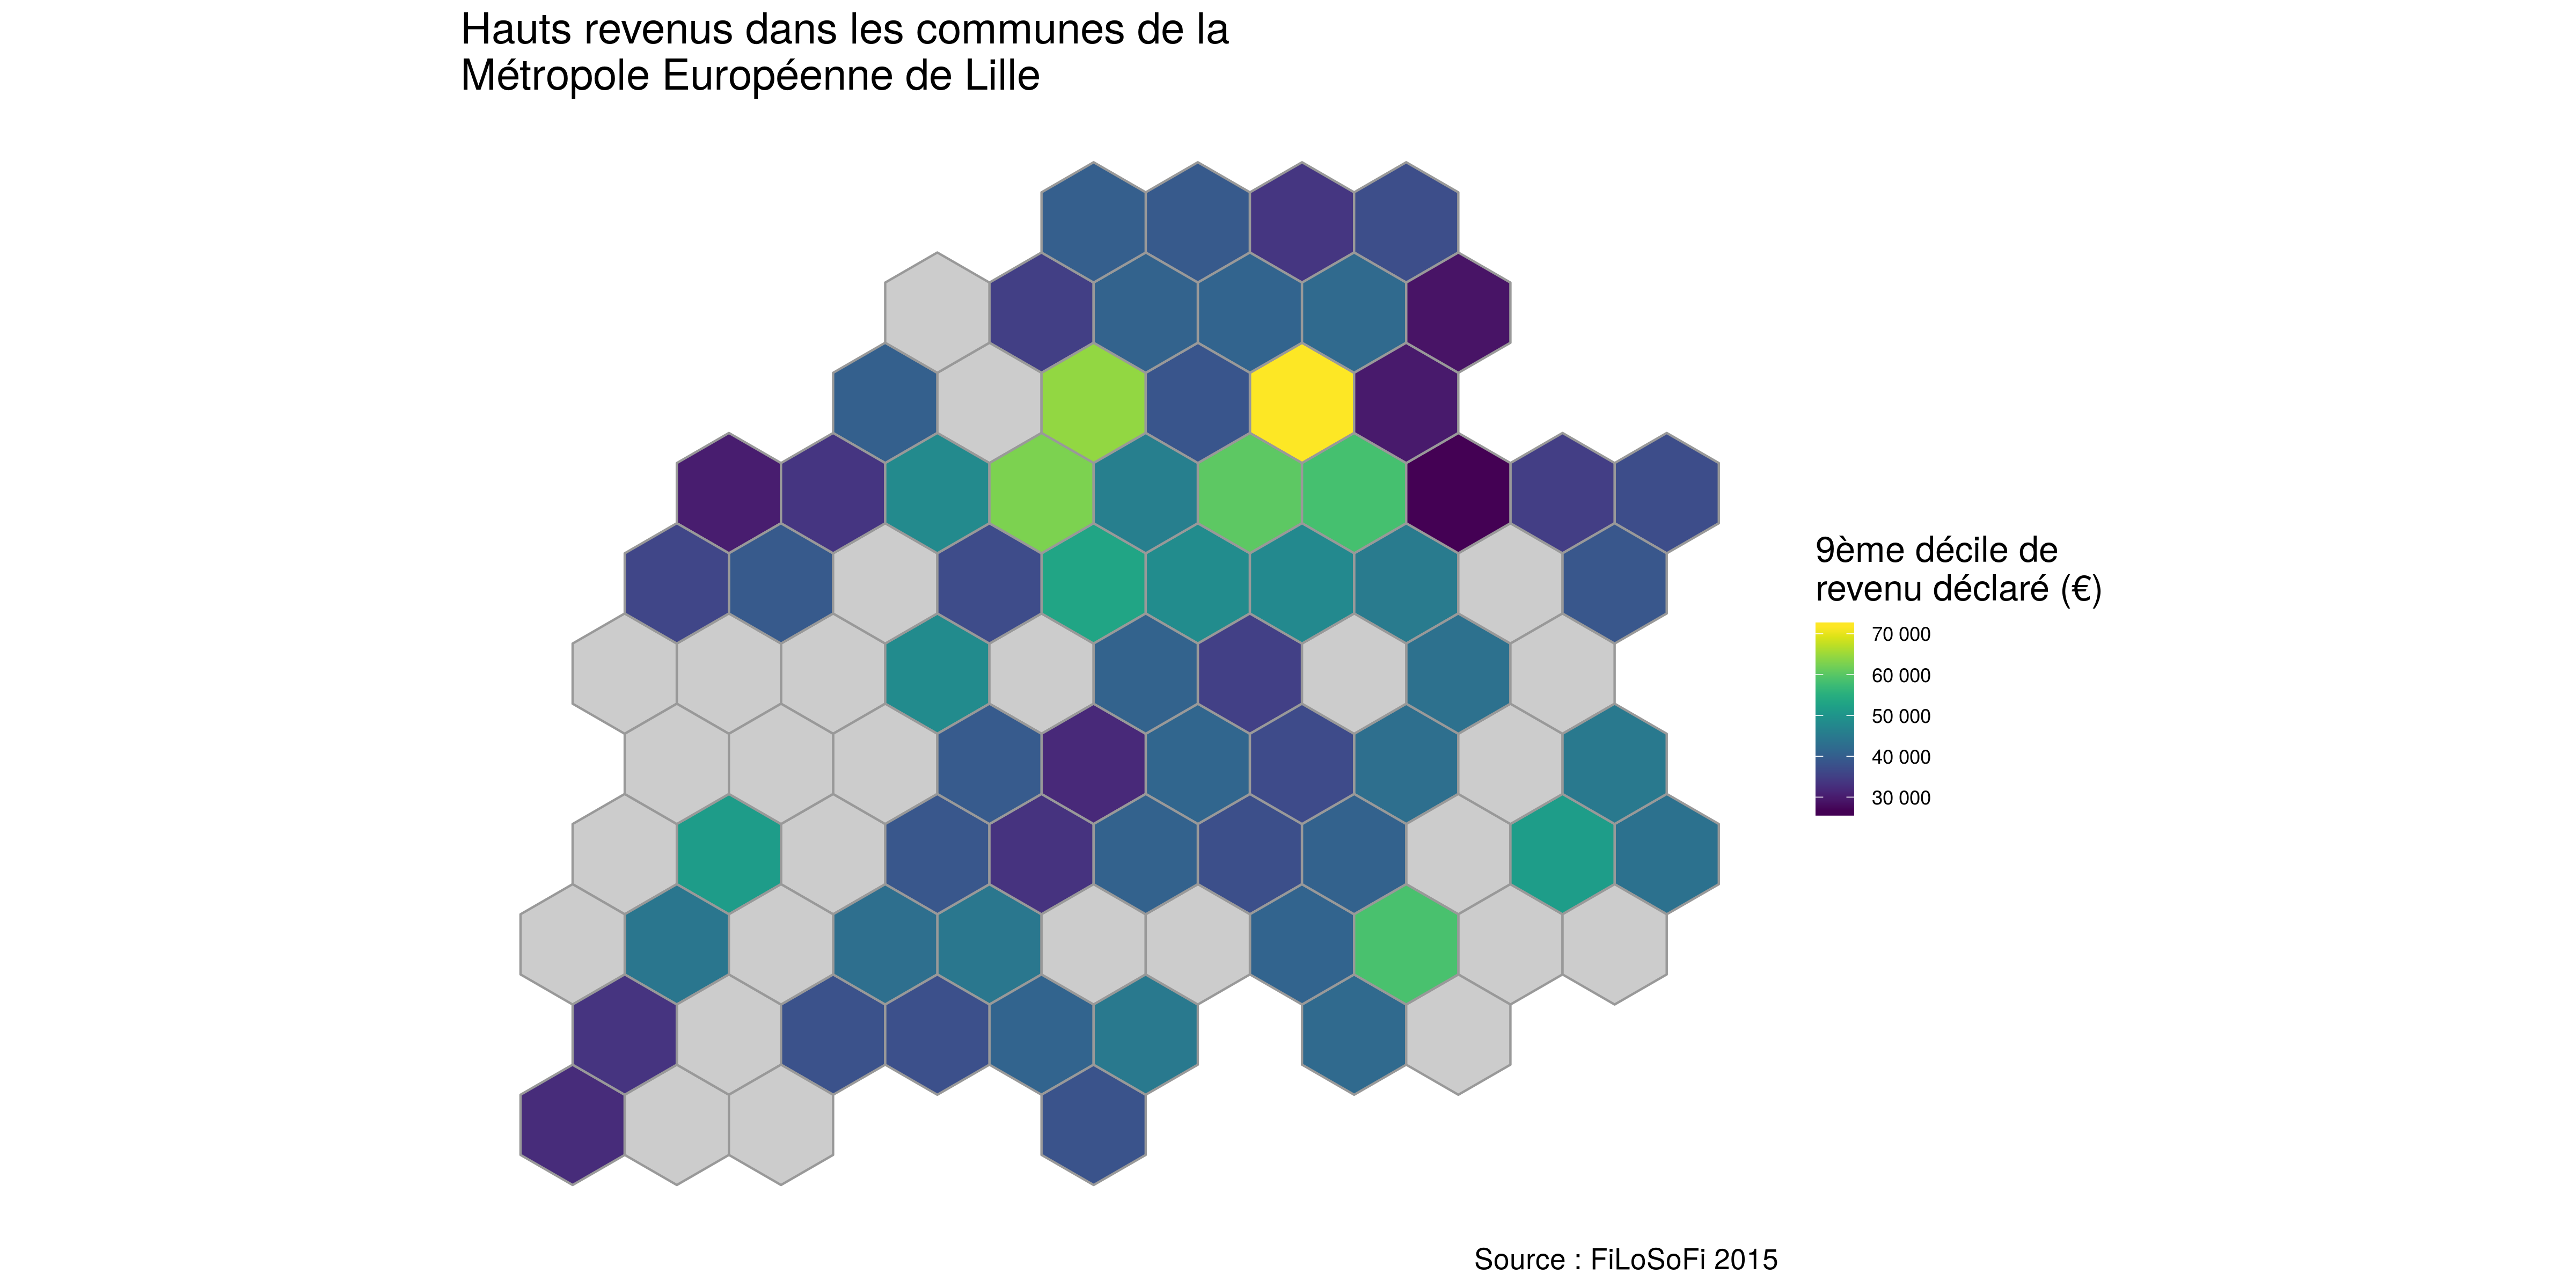 Hauts revenus dans les communes de la
Métropole Européenne de Lille
9ème décile de
revenu déclaré (€)
70 000
60 000
50 000
40 000
30 000
Source : FiLoSoFi 2015